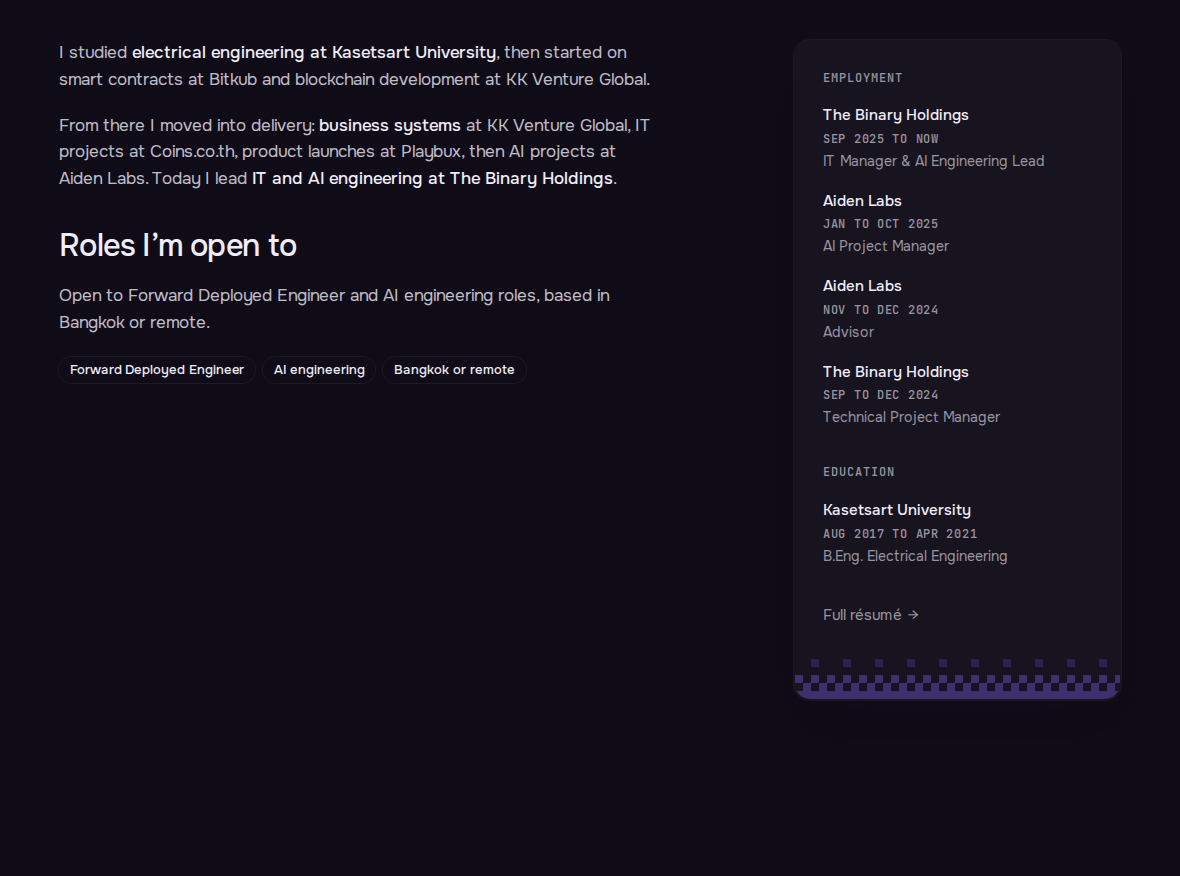 I studied electrical engineering at Kasetsart University, then started on
smart contracts at Bitkub and blockchain development at KK Venture Global.
From there I moved into delivery: business systems at KK Venture Global, IT
projects at Coins.co.th, product launches at Playbux, then AI projects at
Aiden Labs. Today I lead IT and AI engineering at The Binary Holdings.
Roles I’m open to
Open to Forward Deployed Engineer and AI engineering roles, based in
Bangkok or remote.
Forward Deployed Engineer
AI engineering
Bangkok or remote
EMPLOYMENT
The Binary Holdings
SEP 2025 TO NOW
IT Manager & AI Engineering Lead
Aiden Labs
JAN TO OCT 2025
AI Project Manager
Aiden Labs
NOV TO DEC 2024
Advisor
The Binary Holdings
SEP TO DEC 2024
Technical Project Manager
EDUCATION
Kasetsart University
AUG 2017 TO APR 2021
B.Eng. Electrical Engineering
Full résumé →